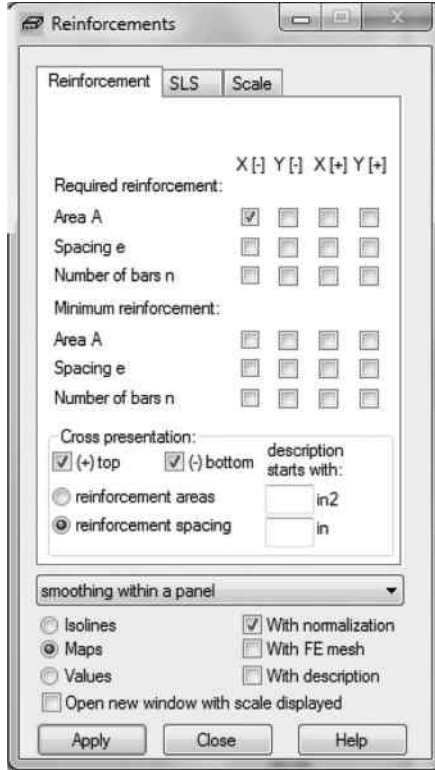 Reinforcements
Reinforcement SLS Scale
X [-] Y [-] X [+] Y [+]
Required reinforcement:
Area A
Spacing e
Number of bars n
Minimum reinforcement:
Area A
Spacing e
Number of bars n
Cross presentation:
(+) top (-) bottom description starts with:
reinforcement areas in2
reinforcement spacing in
smoothing within a panel
Isolines With normalization
Maps With FE mesh
Values With description
Open new window with scale displayed
Apply Close Help